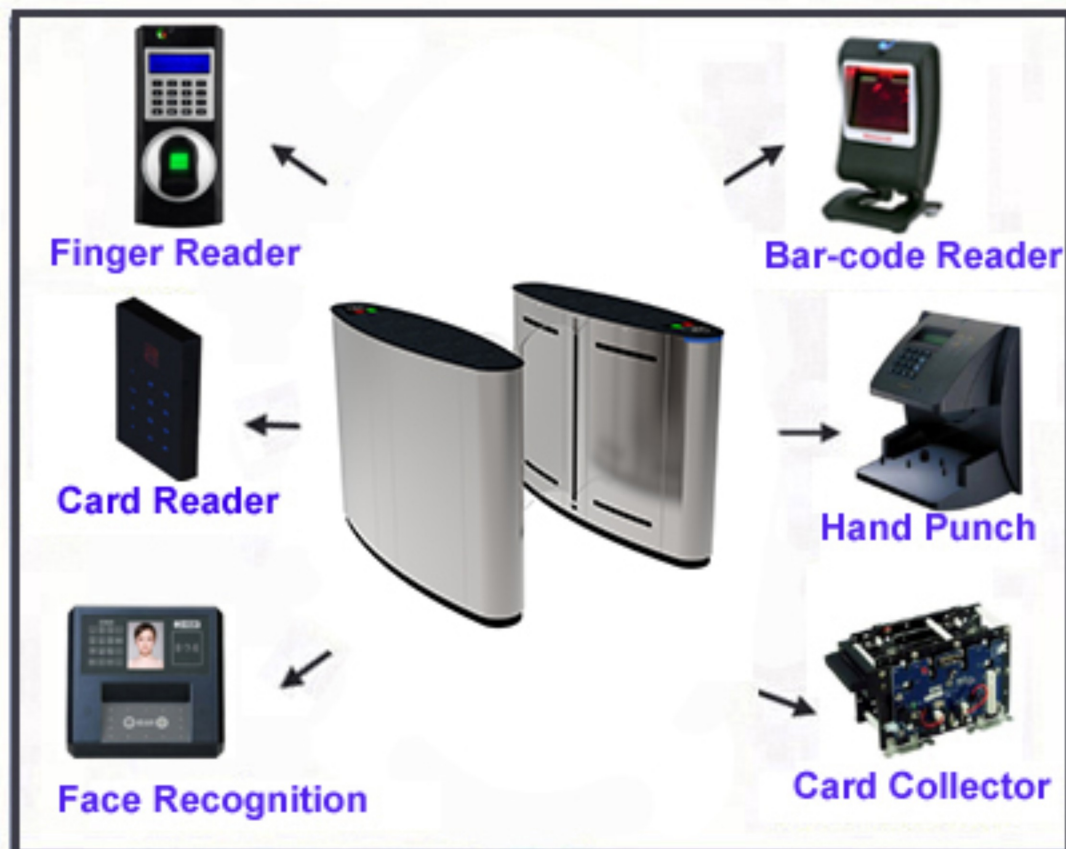 Finger Reader
Bar-code Reader
Card Reader
Hand Punch
Face Recognition
Card Collector